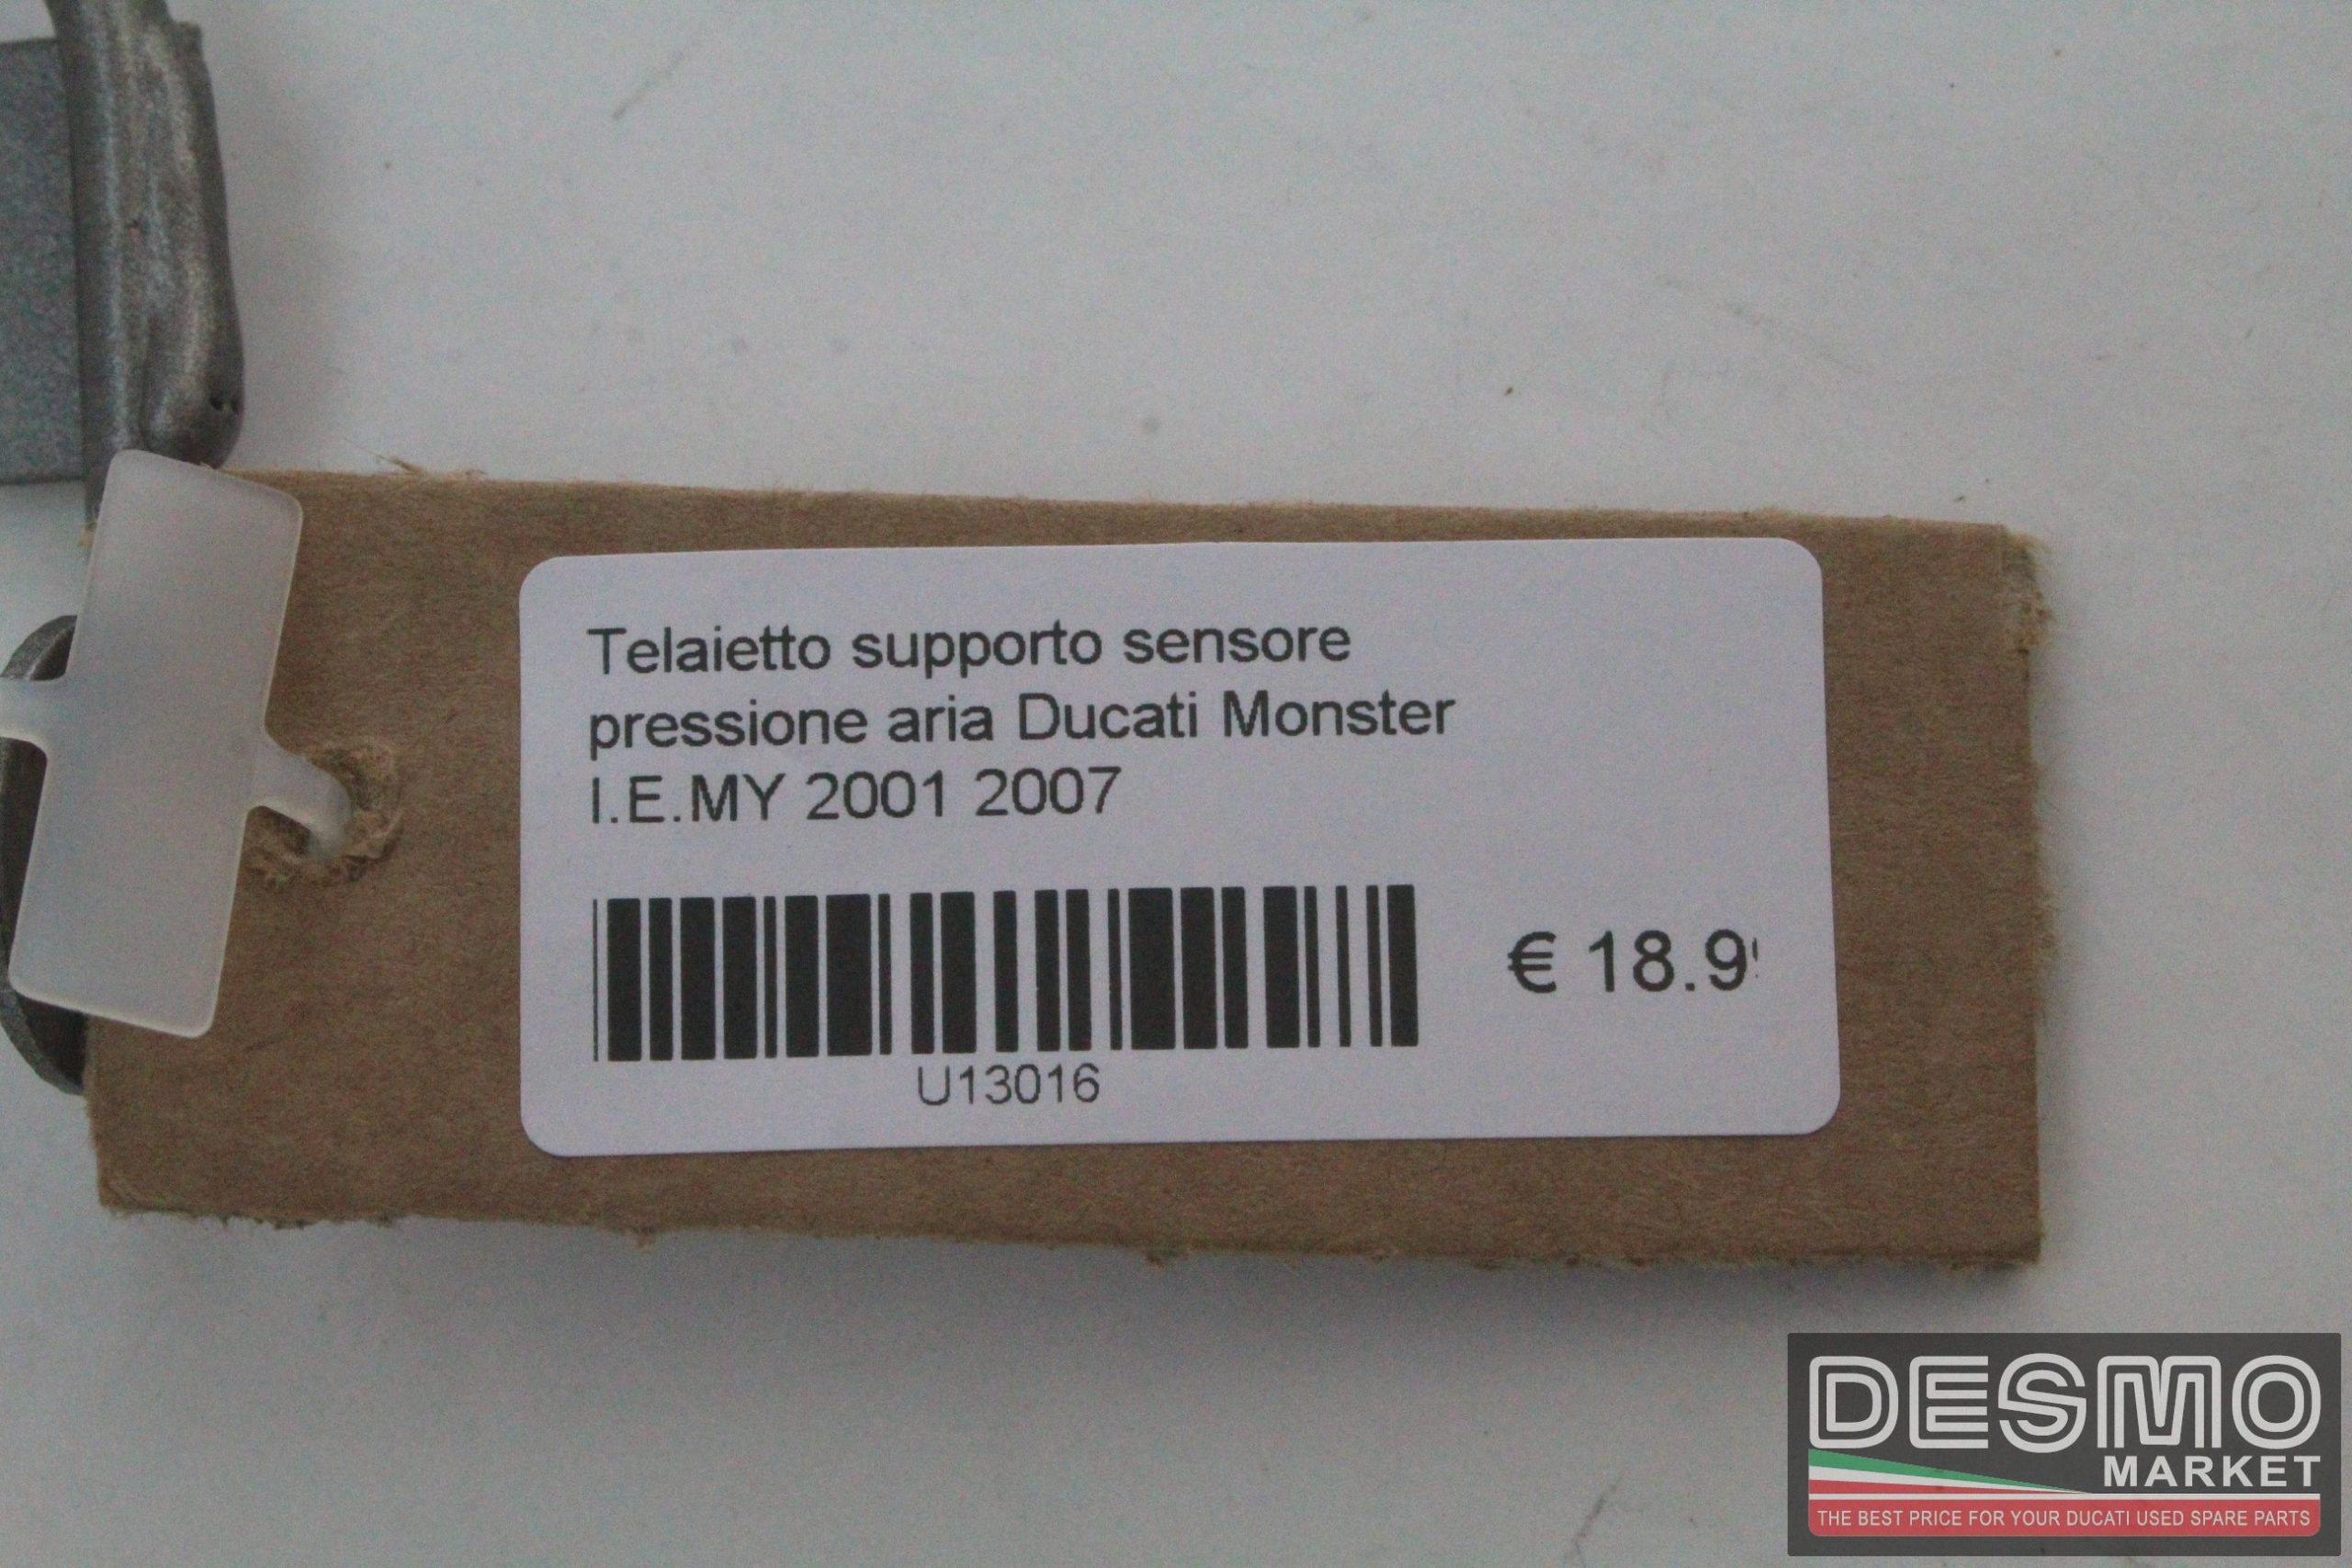 Telaietto supporto sensore
pressione aria Ducati Monster
I.E.MY 2001 2007
€ 18.9
U13016
DESMO
MARKET
THE BEST PRICE FOR YOUR DUCATI USED SPARE PARTS